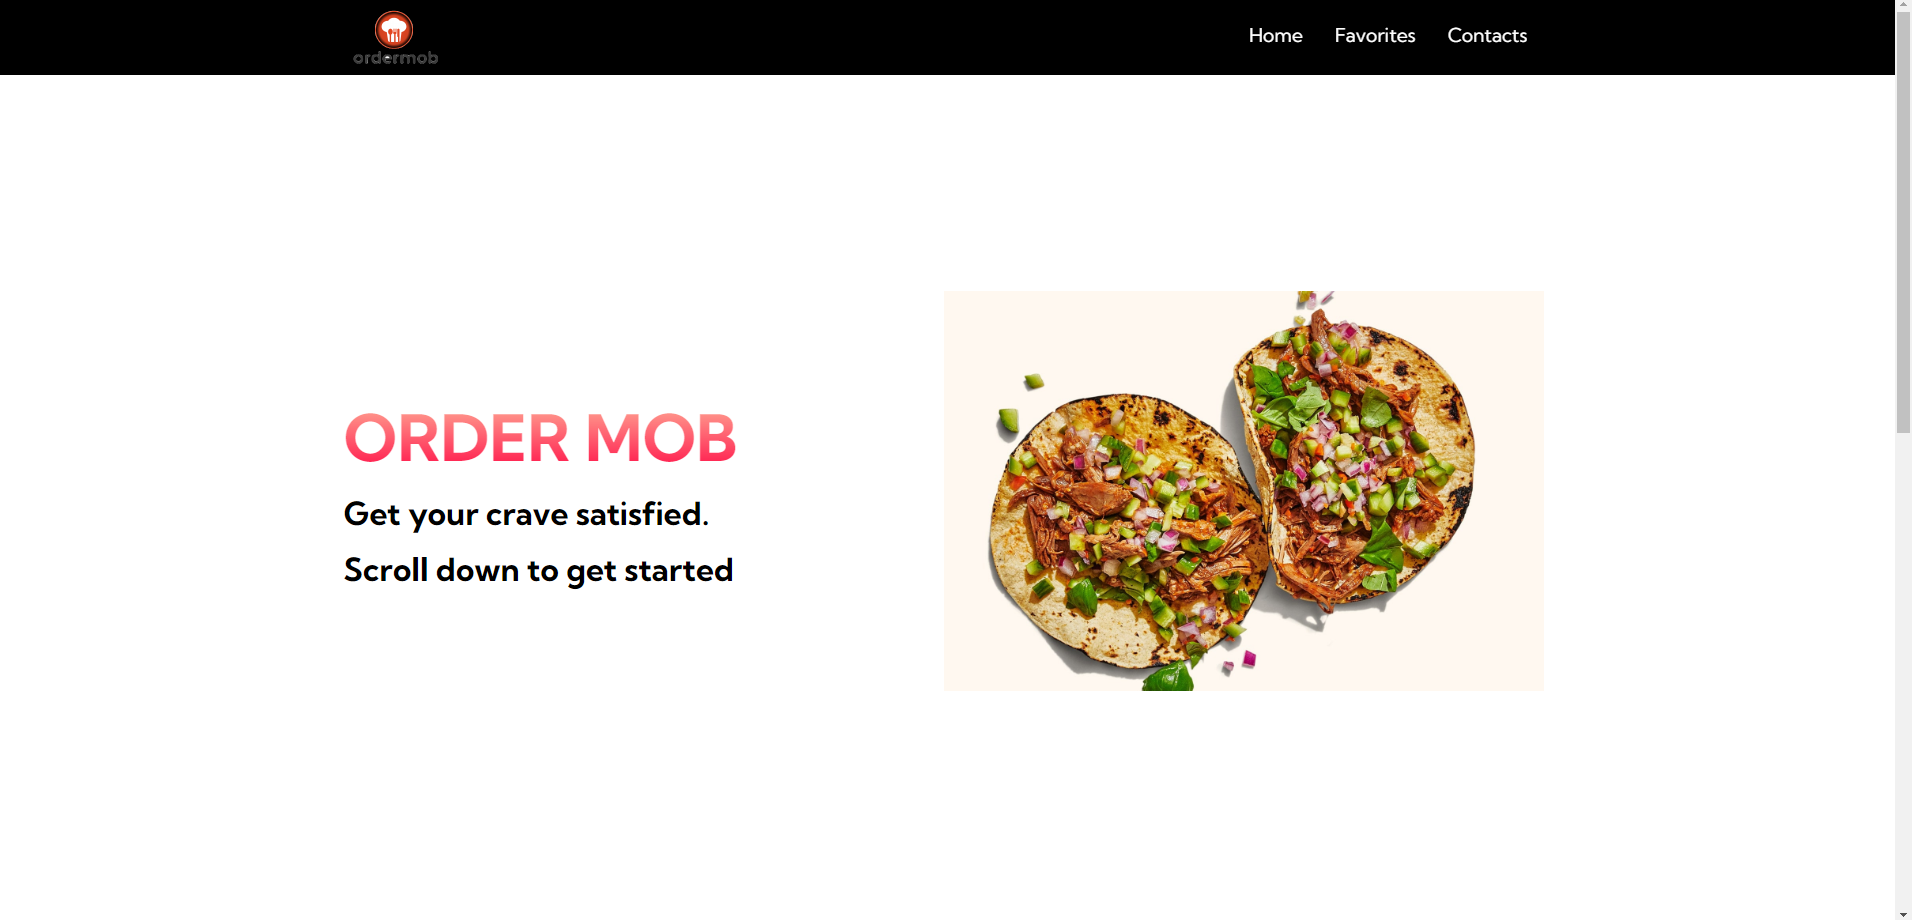 ordermob
Home Favorites Contacts
ORDER MOB
Get your crave satisfied.
Scroll down to get started